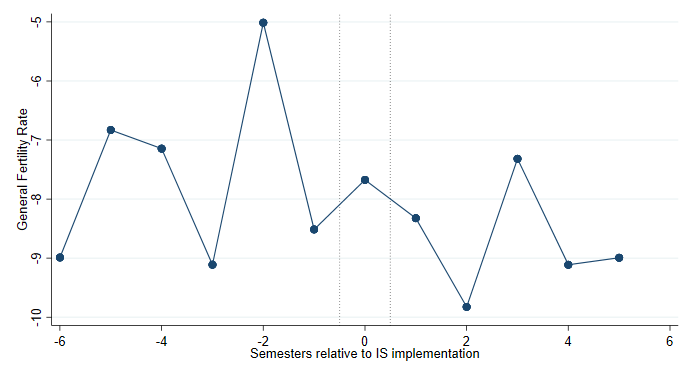 General Fertility Rate
-5
-6
-7
-8
-9
-10
-6 -4 -2 0 2 4 6
Semesters relative to IS implementation